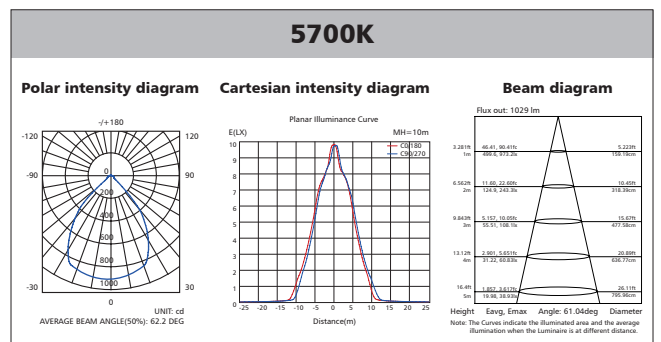 5700K
Polar intensity diagram
Cartesian intensity diagram
Beam diagram
-/+180
-120
120
-90
90
-30
30
0
200
400
600
800
1000
0
UNIT: cd
AVERAGE BEAM ANGLE(50%): 62.2 DEG
Planar Illuminance Curve
E(LX)
MH=10m
C0/180
C90/270
10
9
8
7
6
5
4
3
2
1
0
-25 -20 -15 -10 -5 0 5 10 15 20 25
Distance(m)
Flux out: 1029 lm
3.281ft 46.41, 90.41fc 5.223ft
1m 499.6, 973.2lx 159.19cm
6.562ft 11.60, 22.60fc 10.45ft
2m 124.9, 243.3lx 318.39cm
9.843ft 5.157, 10.05fc 15.67ft
3m 55.51, 108.1lx 477.58cm
13.12ft 2.901, 5.651fc 20.89ft
4m 31.22, 60.83lx 636.77cm
16.4ft 1.857, 3.617fc 26.11ft
5m 19.98, 38.93lx 795.96cm
Height Eavg, Emax Angle: 61.04deg Diameter
Note: The Curves indicate the illuminated area and the average
illumination when the Luminaire is at different distance.